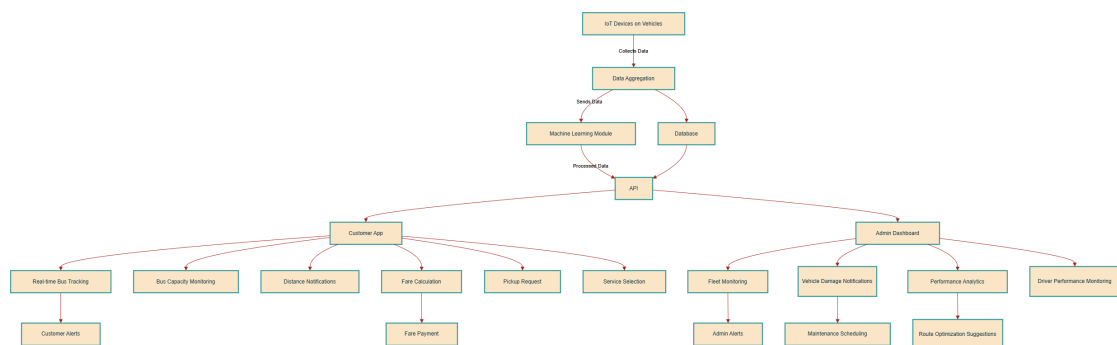 IoT Devices on Vehicles
Collects Data
Data Aggregation
Sends Data
Machine Learning Module
Database
Processed Data
API
Customer App
Admin Dashboard
Real-time Bus Tracking
Bus Capacity Monitoring
Distance Notifications
Fare Calculation
Pickup Request
Service Selection
Fleet Monitoring
Vehicle Damage Notifications
Performance Analytics
Driver Performance Monitoring
Customer Alerts
Fare Payment
Admin Alerts
Maintenance Scheduling
Route Optimization Suggestions